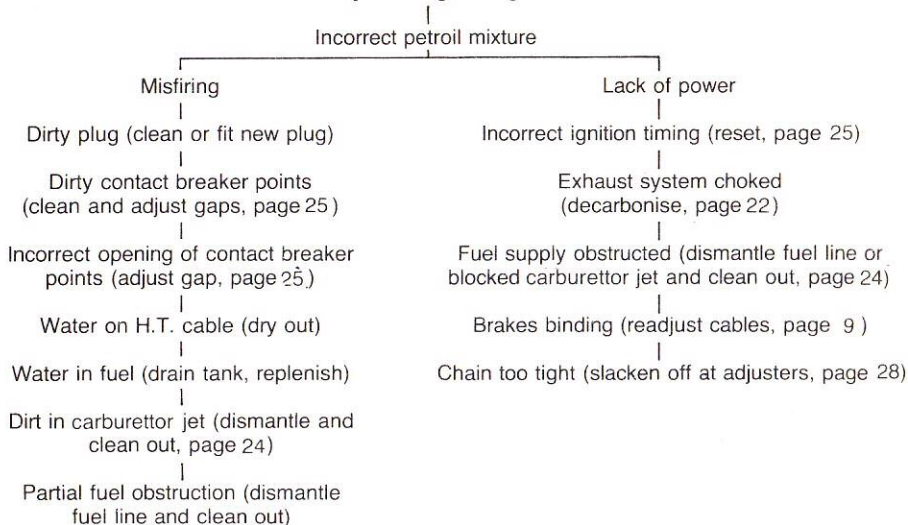 Incorrect petroil mixture
Misfiring
Dirty plug (clean or fit new plug)
Dirty contact breaker points
(clean and adjust gaps, page 25)
Incorrect opening of contact breaker
points (adjust gap, page 25)
Water on H.T. cable (dry out)
Water in fuel (drain tank, replenish)
Dirt in carburettor jet (dismantle and
clean out, page 24)
Partial fuel obstruction (dismantle
fuel line and clean out)
Lack of power
Incorrect ignition timing (reset, page 25)
Exhaust system choked
(decarbonise, page 22)
Fuel supply obstructed (dismantle fuel line or
blocked carburettor jet and clean out, page 24)
Brakes binding (readjust cables, page 9)
Chain too tight (slacken off at adjusters, page 28)